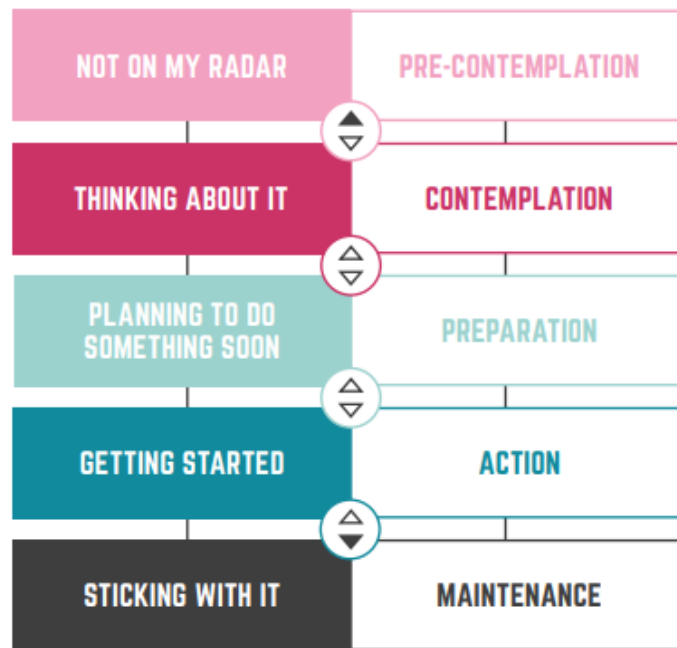 NOT ON MY RADAR
PRE-CONTEMPLATION
THINKING ABOUT IT
CONTEMPLATION
PLANNING TO DO
SOMETHING SOON
PREPARATION
GETTING STARTED
ACTION
STICKING WITH IT
MAINTENANCE